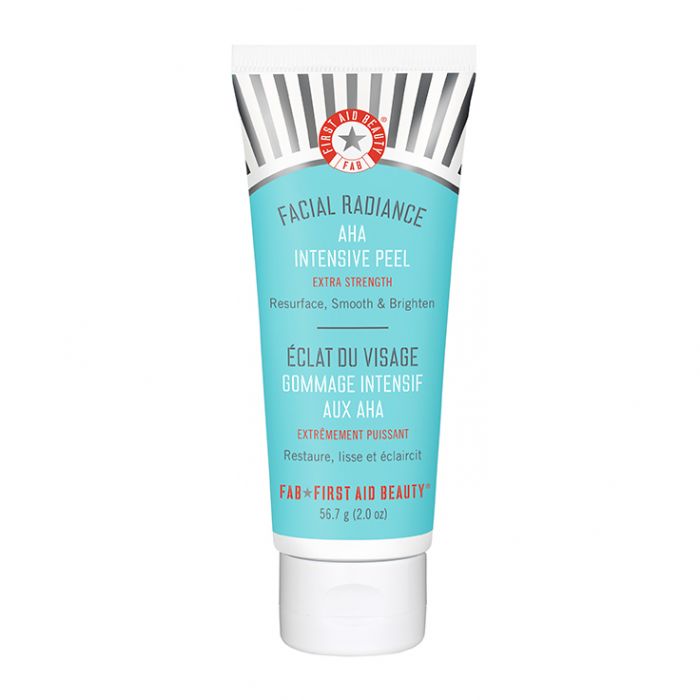 FIRST AID BEAUTY®
FAB
FACIAL RADIANCE
AHA
INTENSIVE PEEL
EXTRA STRENGTH
Resurface, Smooth & Brighten
ÉCLAT DU VISAGE
GOMMAGE INTENSIF
AUX AHA
EXTRÊMEMENT PUISSANT
Restaure, lisse et éclaircit
FAB★FIRST AID BEAUTY®
56.7 g (2.0 oz)